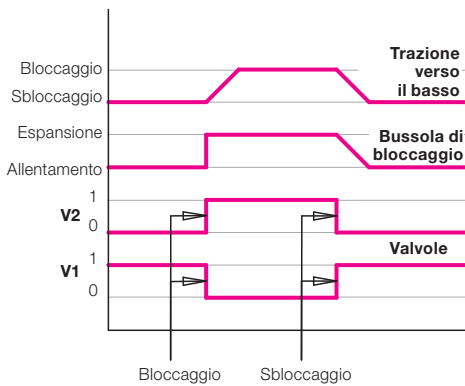 Bloccaggio
Sbloccaggio
Trazione
verso
il basso
Espansione
Allentamento
Bussola di
bloccaggio
V2
1
0
V1
1
0
Valvole
Bloccaggio
Sbloccaggio